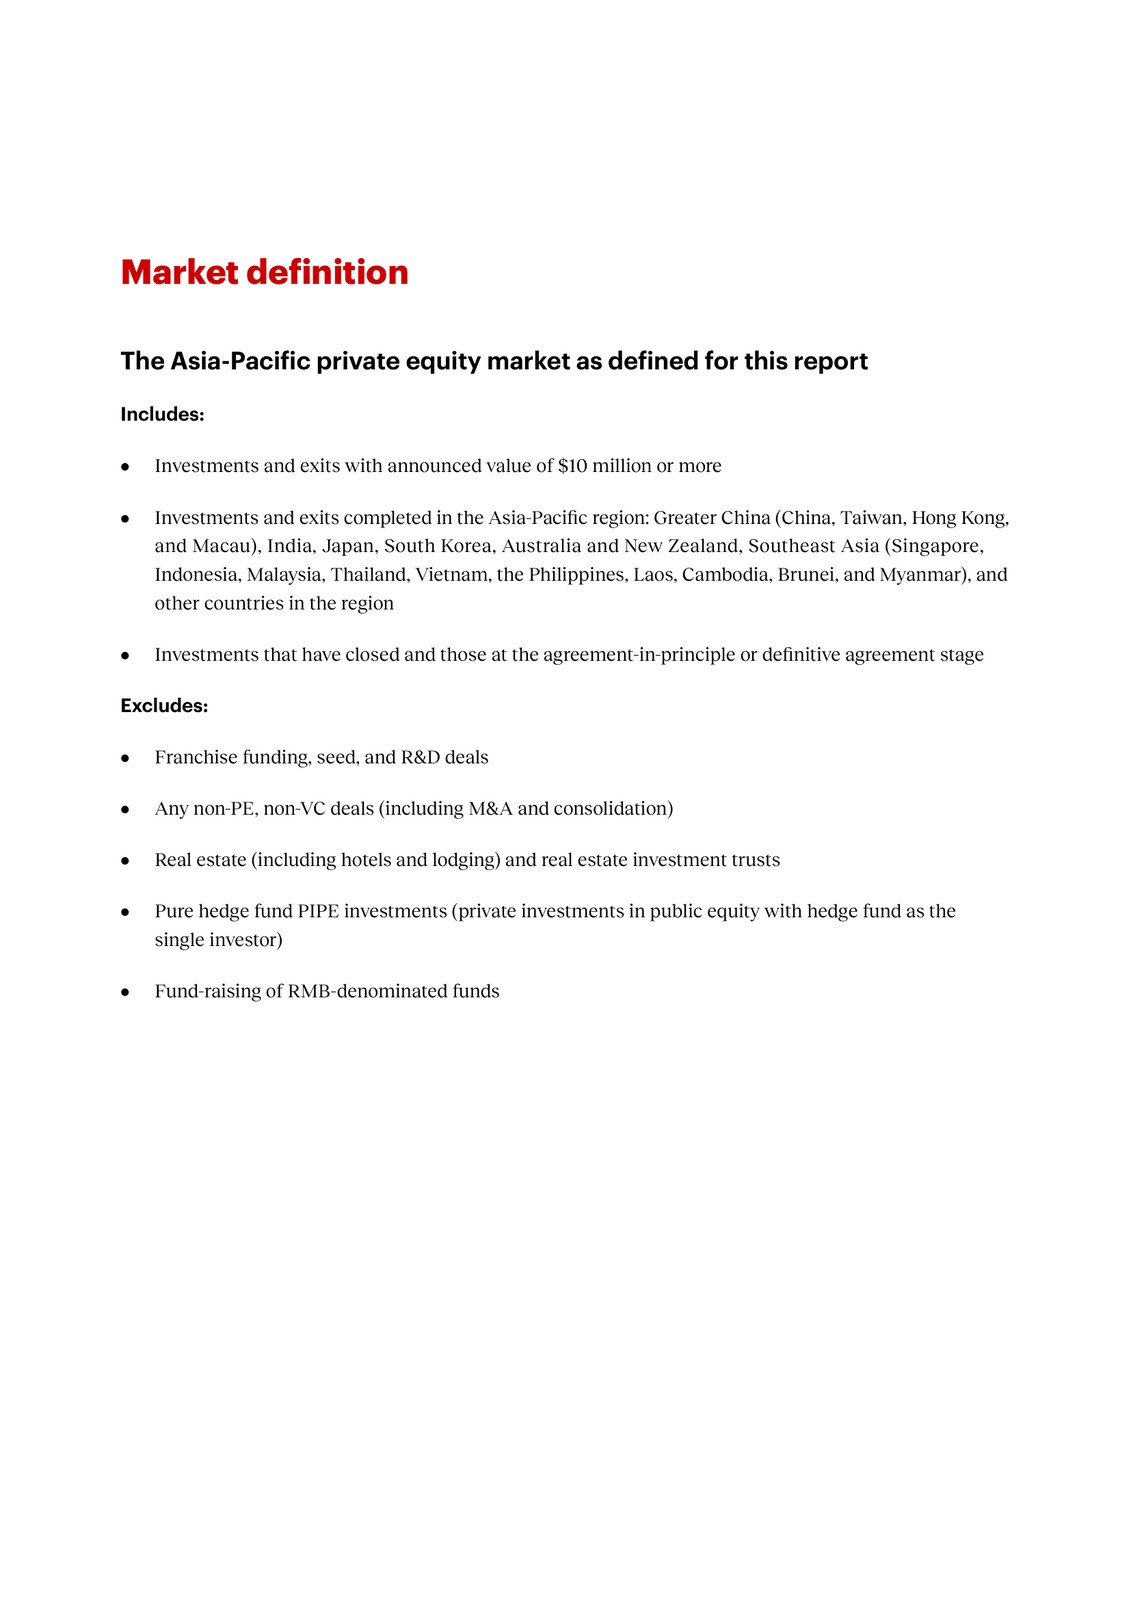 Market definition
The Asia-Pacific private equity market as defined for this report
Includes:
● Investments and exits with announced value of $10 million or more
● Investments and exits completed in the Asia-Pacific region: Greater China (China, Taiwan, Hong Kong,
and Macau), India, Japan, South Korea, Australia and New Zealand, Southeast Asia (Singapore,
Indonesia, Malaysia, Thailand, Vietnam, the Philippines, Laos, Cambodia, Brunei, and Myanmar), and
other countries in the region
● Investments that have closed and those at the agreement-in-principle or definitive agreement stage
Excludes:
● Franchise funding, seed, and R&D deals
● Any non-PE, non-VC deals (including M&A and consolidation)
● Real estate (including hotels and lodging) and real estate investment trusts
● Pure hedge fund PIPE investments (private investments in public equity with hedge fund as the
single investor)
● Fund-raising of RMB-denominated funds